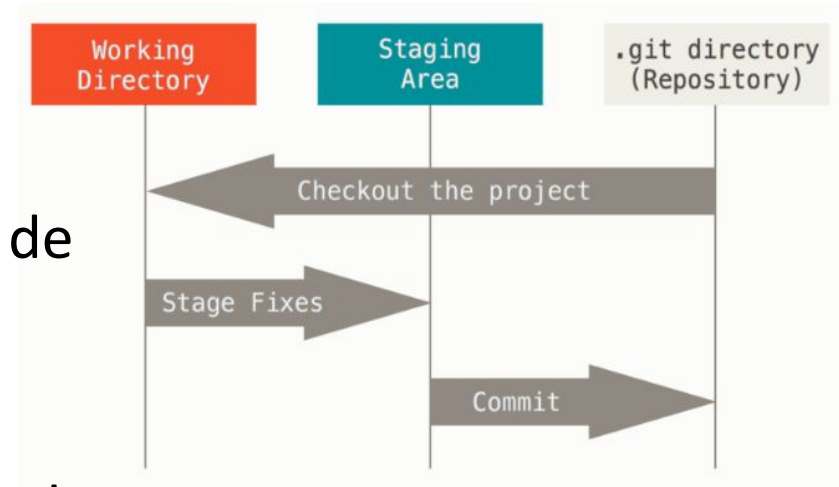 Working
Directory
Staging
Area
.git directory
(Repository)
Checkout the project
de
Stage Fixes
Commit